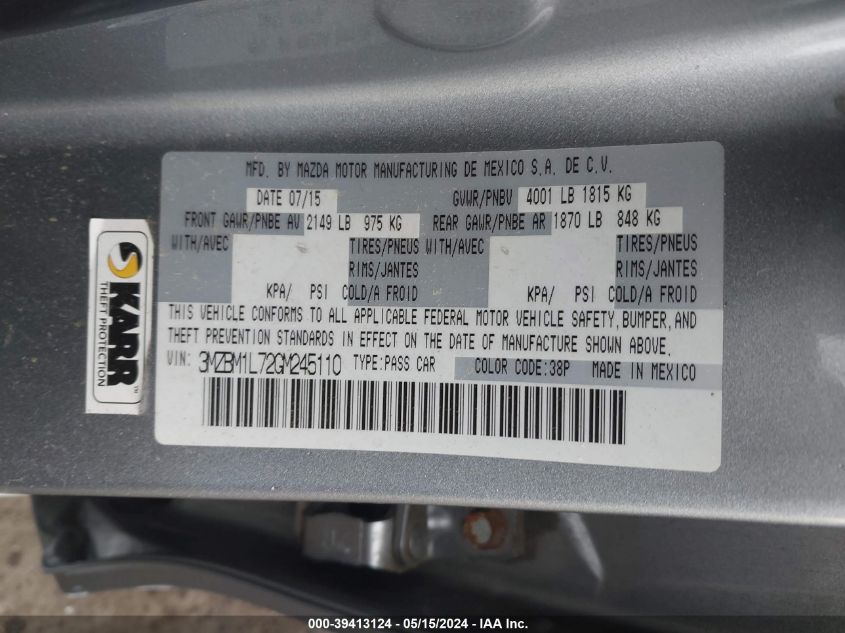 MFD. BY MAZDA MOTOR MANUFACTURING DE MEXICO S.A. DE C.V.
DATE 07/15 GVWR/PNBV 4001 LB 1815 KG
FRONT GAWR/PNBE AV 2149 LB 975 KG REAR GAWR/PNBE AR 1870 LB 848 KG
WITH/AVEC TIRES/PNEUS WITH/AVEC TIRES/PNEUS
RIMS/JANTES RIMS/JANTES
KPA/ PSI COLD/A FROID KPA/ PSI COLD/A FROID
THIS VEHICLE CONFORMS TO ALL APPLICABLE FEDERAL MOTOR VEHICLE SAFETY, BUMPER, AND
THEFT PREVENTION STANDARDS IN EFFECT ON THE DATE OF MANUFACTURE SHOWN ABOVE.
VIN: 3MZBM1L72GM245110 TYPE:PASS CAR COLOR CODE:38P MADE IN MEXICO
KARR™
THEFT PROTECTION
000-39413124 - 05/15/2024 - IAA Inc.